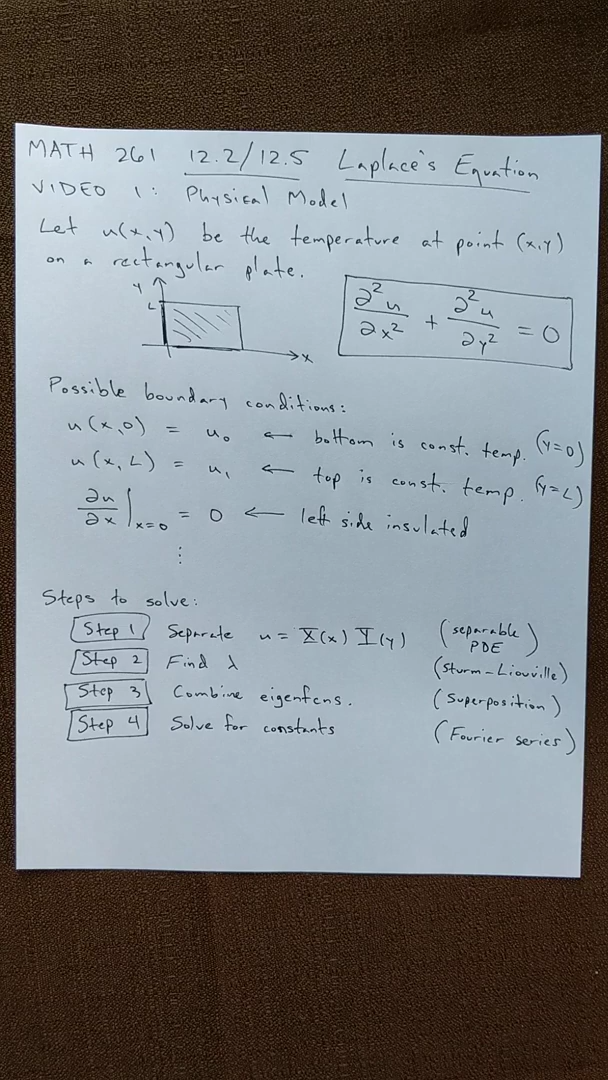 MATH 261 12.2/12.5 Laplace's Equation
VIDEO 1: Physical Model
Let u(x,y) be the temperature at point (x,y)
on a rectangular plate.
y
L
x
∂²u/∂x² + ∂²u/∂y² = 0
Possible boundary conditions:
u(x,0) = u₀ ← bottom is const. temp. (y=0)
u(x,L) = u₁ ← top is const. temp. (y=L)
∂u/∂x |ₓ₌₀ = 0 ← left side insulated
⋮
Steps to solve:
Step 1 Separate u = X(x) Y(y) (separable PDE)
Step 2 Find λ (Sturm-Liouville)
Step 3 Combine eigenfcns. (Superposition)
Step 4 Solve for constants (Fourier series)